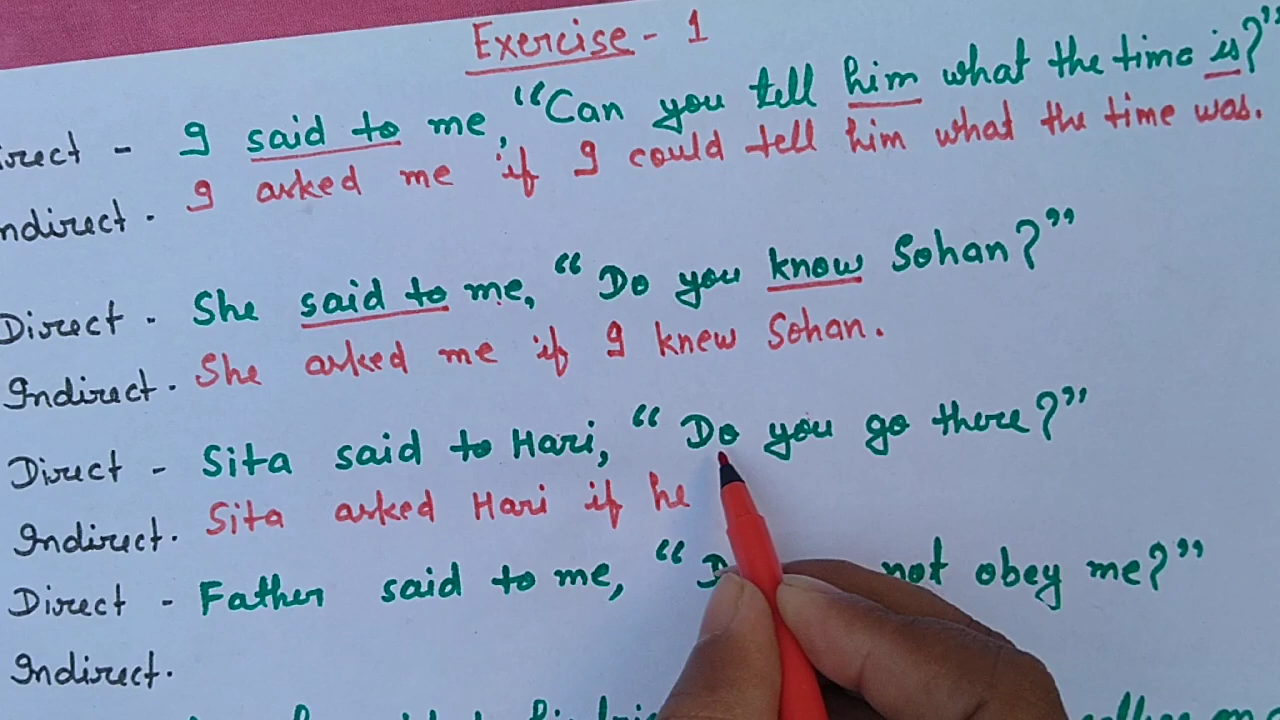 Exercise - 1
irect - I said to me, "Can you tell him what the time is?"
ndirect. I asked me if I could tell him what the time was.
Direct - She said to me, "Do you know Sohan?"
Indirect. She asked me if I knew Sohan.
Direct - Sita said to Hari, "Do you go there?"
Indirect. Sita asked Hari if he
Direct - Father said to me, "D not obey me?"
Indirect.